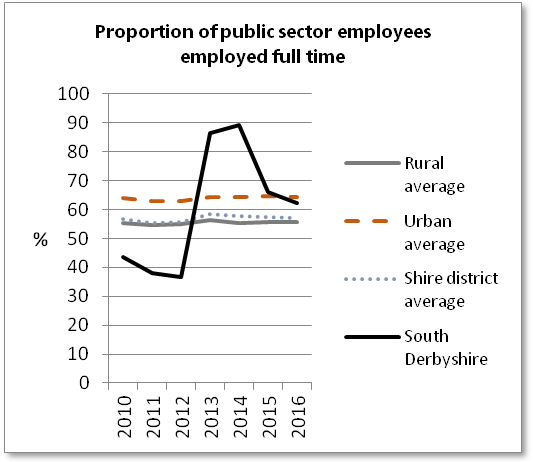 Proportion of public sector employees
employed full time
100
90
80
70
60
50
40
30
20
10
0
%
2010
2011
2012
2013
2014
2015
2016
Rural
average
Urban
average
Shire district
average
South
Derbyshire